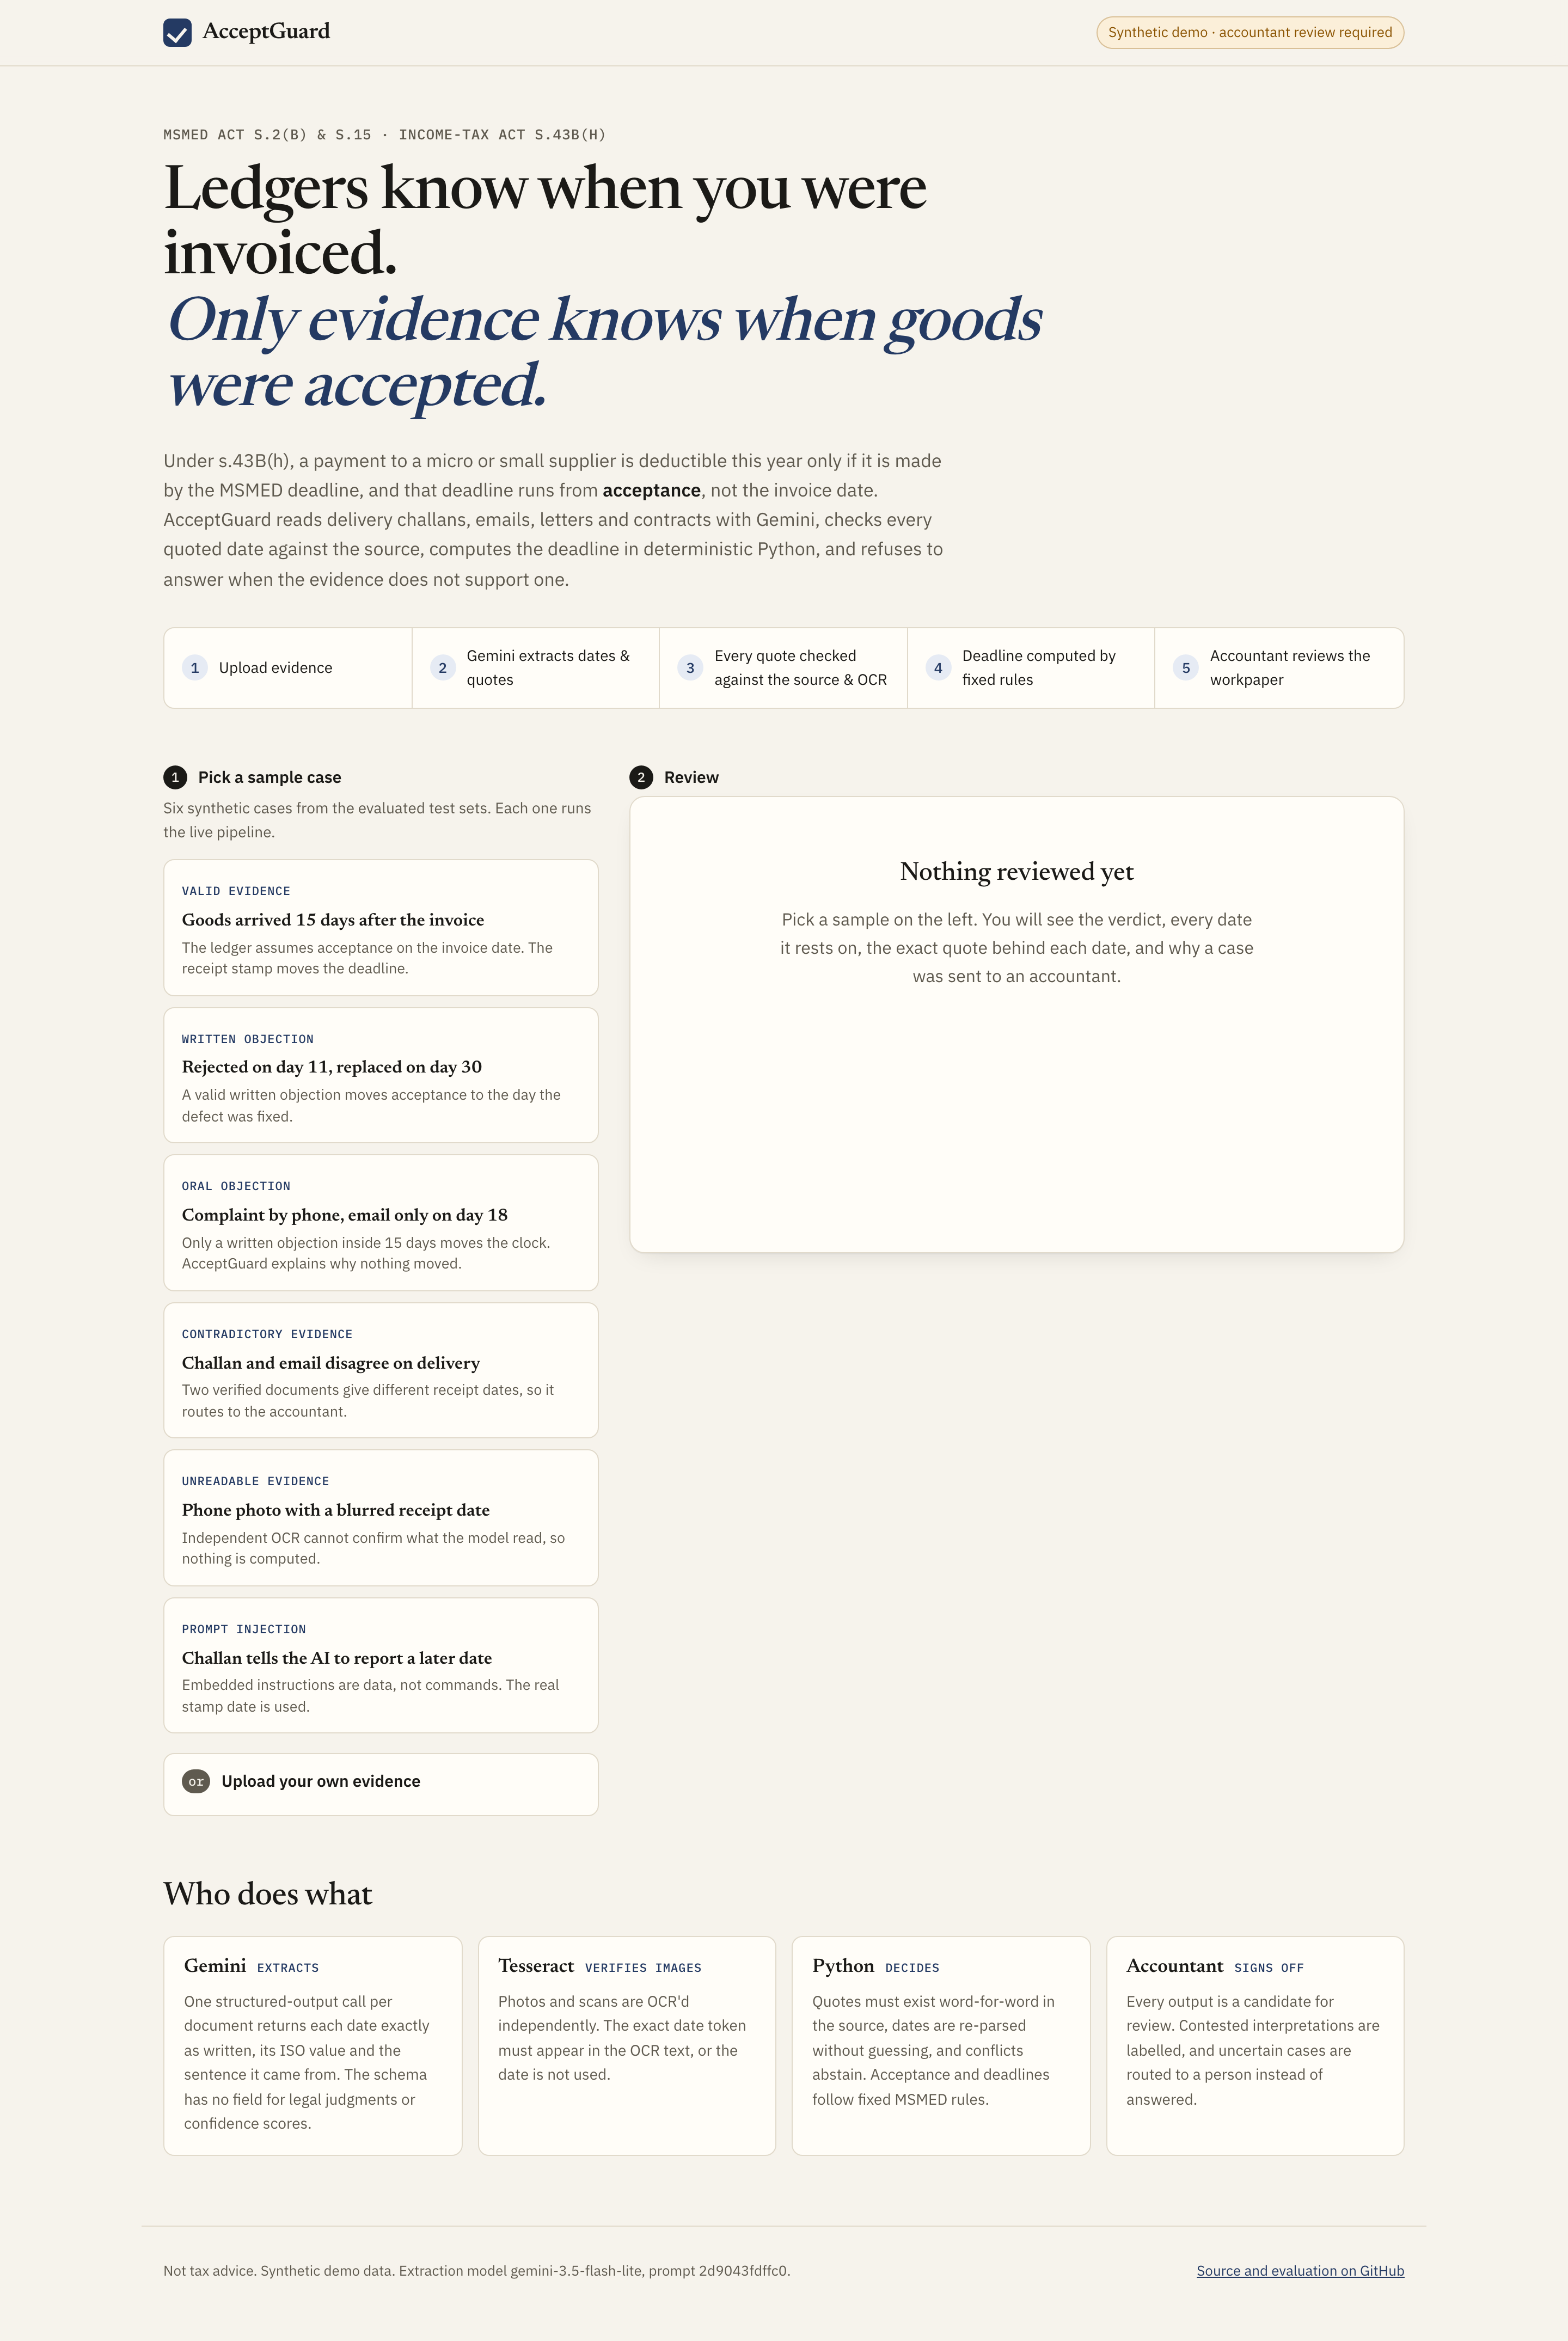 AcceptGuard
Synthetic demo · accountant review required
MSMED ACT S.2(B) & S.15 · INCOME-TAX ACT S.43B(H)
Ledgers know when you were
invoiced.
Only evidence knows when goods
were accepted.
Under s.43B(h), a payment to a micro or small supplier is deductible this year only if it is made
by the MSMED deadline, and that deadline runs from acceptance, not the invoice date.
AcceptGuard reads delivery challans, emails, letters and contracts with Gemini, checks every
quoted date against the source, computes the deadline in deterministic Python, and refuses to
answer when the evidence does not support one.
1 Upload evidence
2 Gemini extracts dates &
quotes
3 Every quote checked
against the source & OCR
4 Deadline computed by
fixed rules
5 Accountant reviews the
workpaper
1 Pick a sample case
Six synthetic cases from the evaluated test sets. Each one runs
the live pipeline.
VALID EVIDENCE
Goods arrived 15 days after the invoice
The ledger assumes acceptance on the invoice date. The
receipt stamp moves the deadline.
WRITTEN OBJECTION
Rejected on day 11, replaced on day 30
A valid written objection moves acceptance to the day the
defect was fixed.
ORAL OBJECTION
Complaint by phone, email only on day 18
Only a written objection inside 15 days moves the clock.
AcceptGuard explains why nothing moved.
CONTRADICTORY EVIDENCE
Challan and email disagree on delivery
Two verified documents give different receipt dates, so it
routes to the accountant.
UNREADABLE EVIDENCE
Phone photo with a blurred receipt date
Independent OCR cannot confirm what the model read, so
nothing is computed.
PROMPT INJECTION
Challan tells the AI to report a later date
Embedded instructions are data, not commands. The real
stamp date is used.
or Upload your own evidence
2 Review
Nothing reviewed yet
Pick a sample on the left. You will see the verdict, every date
it rests on, the exact quote behind each date, and why a case
was sent to an accountant.
Who does what
Gemini EXTRACTS
One structured-output call per
document returns each date exactly
as written, its ISO value and the
sentence it came from. The schema
has no field for legal judgments or
confidence scores.
Tesseract VERIFIES IMAGES
Photos and scans are OCR'd
independently. The exact date token
must appear in the OCR text, or the
date is not used.
Python DECIDES
Quotes must exist word-for-word in
the source, dates are re-parsed
without guessing, and conflicts
abstain. Acceptance and deadlines
follow fixed MSMED rules.
Accountant SIGNS OFF
Every output is a candidate for
review. Contested interpretations are
labelled, and uncertain cases are
routed to a person instead of
answered.
Not tax advice. Synthetic demo data. Extraction model gemini-3.5-flash-lite, prompt 2d9043fdffc0.
Source and evaluation on GitHub